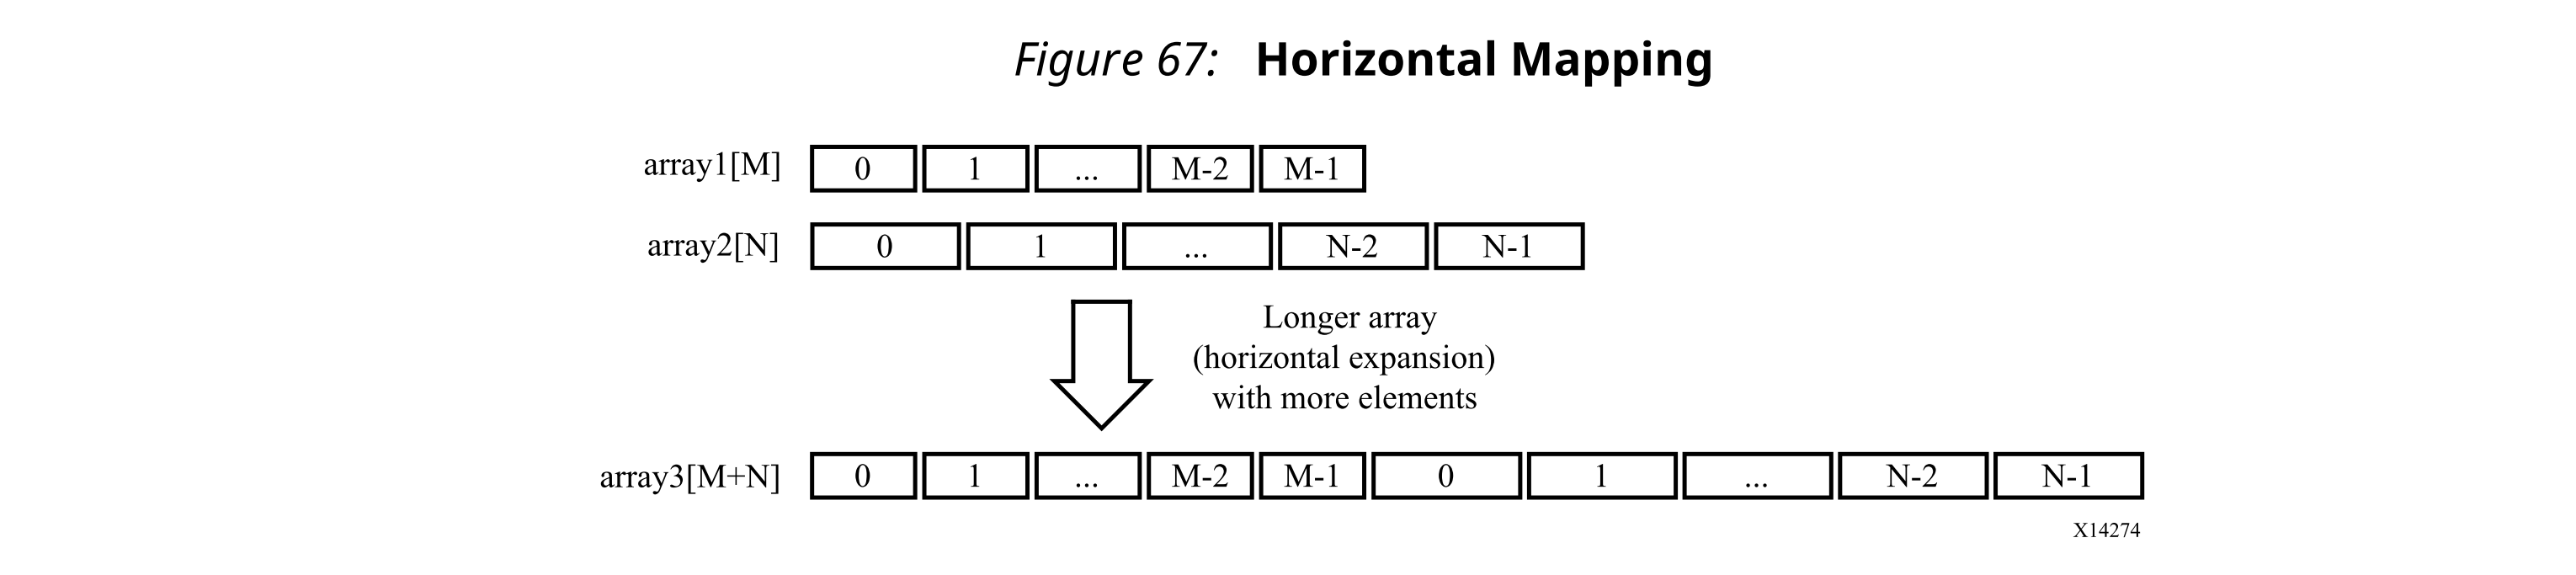 Figure 67: Horizontal Mapping
array1[M] 0 1 ... M-2 M-1
array2[N] 0 1 ... N-2 N-1
Longer array
(horizontal expansion)
with more elements
array3[M+N] 0 1 ... M-2 M-1 0 1 ... N-2 N-1
X14274